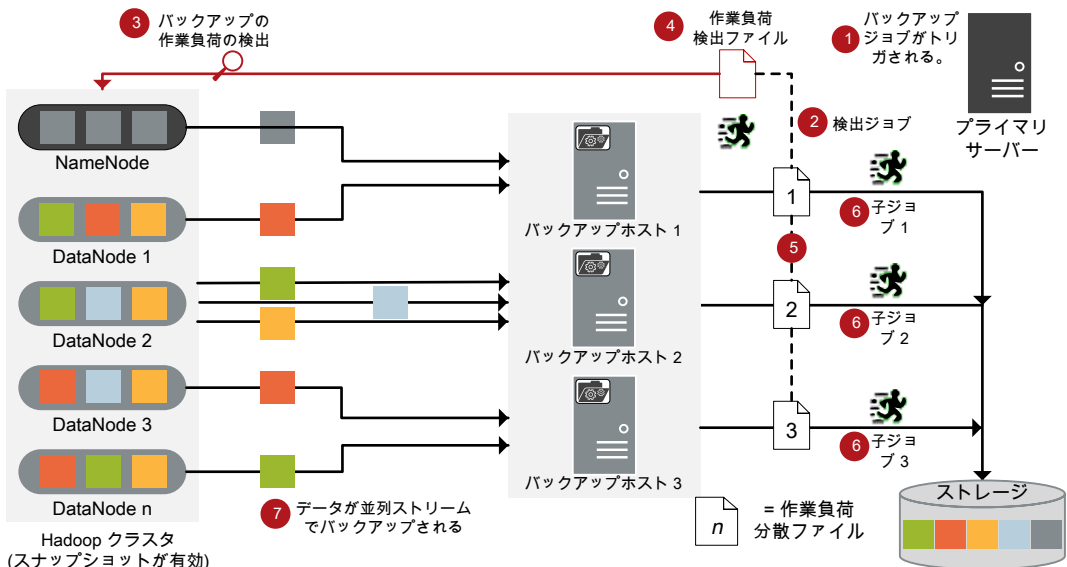 3
バックアップの
作業負荷の検出
4
作業負荷
検出ファイル
1
バックアップ
ジョブがトリ
ガされる。
プライマリ
サーバー
2
検出ジョブ
NameNode
DataNode 1
DataNode 2
DataNode 3
DataNode n
Hadoop クラスタ
(スナップショットが有効)
バックアップホスト 1
バックアップホスト 2
バックアップホスト 3
1
6
子ジョ
ブ 1
5
2
6
子ジョ
ブ 2
3
6
子ジョ
ブ 3
7
データが並列ストリーム
でバックアップされる
n
= 作業負荷
分散ファイル
ストレージ